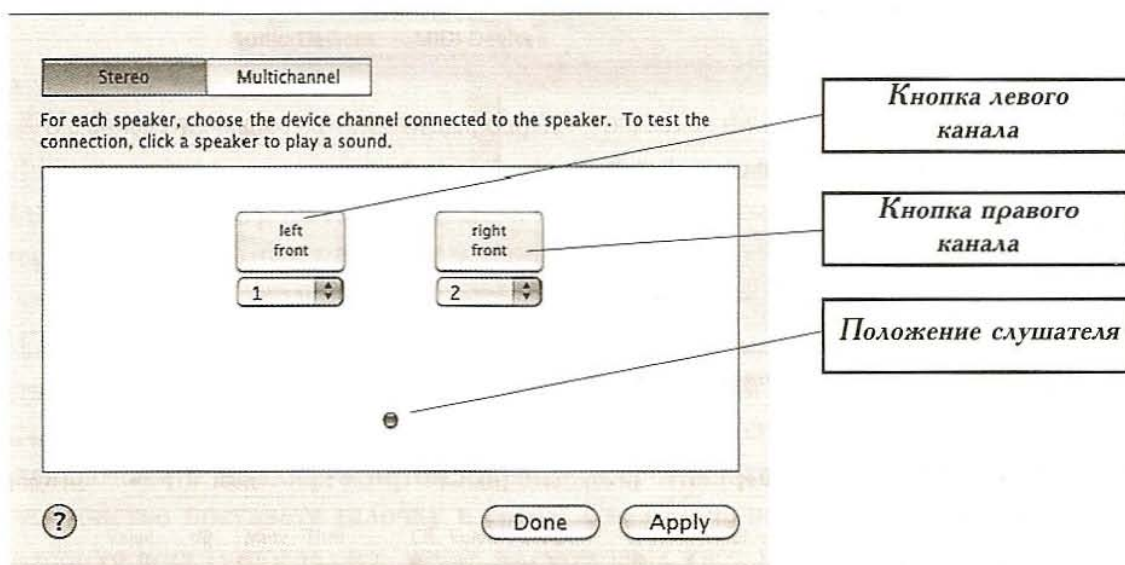 Stereo
Multichannel
For each speaker, choose the device channel connected to the speaker. To test the
connection, click a speaker to play a sound.
left
front
right
front
1
2
?
Done
Apply
Кнопка левого
канала
Кнопка правого
канала
Положение слушателя